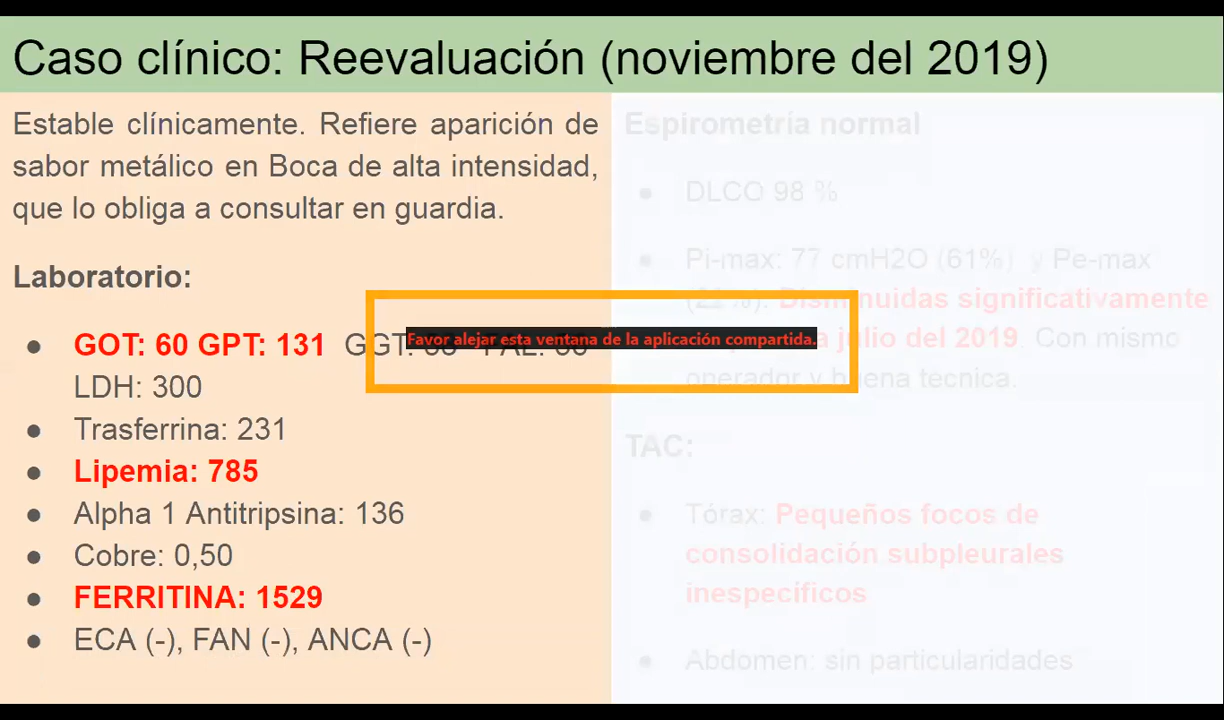 Caso clínico: Reevaluación (noviembre del 2019)
Estable clínicamente. Refiere aparición de
sabor metálico en Boca de alta intensidad,
que lo obliga a consultar en guardia.
Laboratorio:
● GOT: 60 GPT: 131 GGT:
LDH: 300
● Trasferrina: 231
● Lipemia: 785
● Alpha 1 Antitripsina: 136
● Cobre: 0,50
● FERRITINA: 1529
● ECA (-), FAN (-), ANCA (-)
Favor alejar esta ventana de la aplicación compartida.
Espirometría normal
● DLCO 98 %
● Pi-max: 77 cmH2O (61%) y Pe-max
Disminuidas significativamente
a julio del 2019. Con mismo
operador y buena tecnica.
TAC:
● Tórax: Pequeños focos de
consolidación subpleurales
inespecificos
● Abdomen: sin particularidades